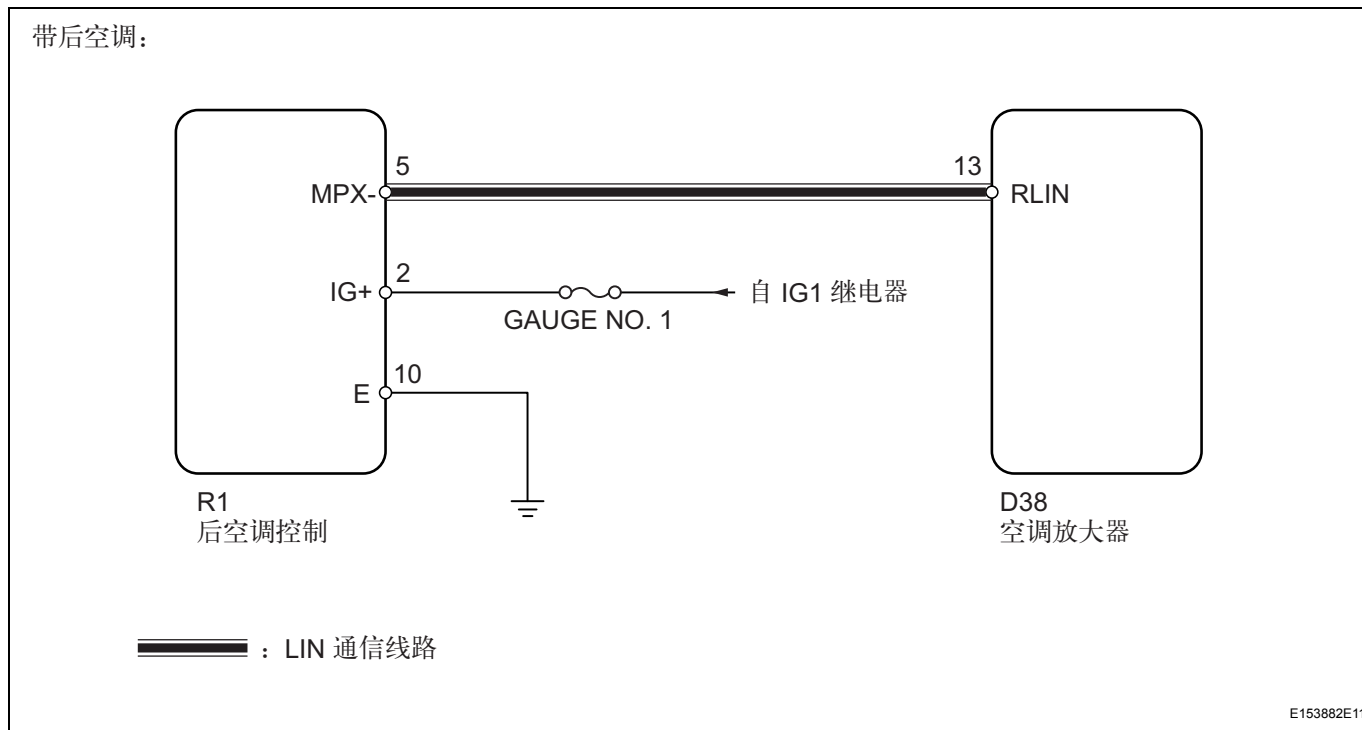 带后空调：
5
13
MPX-
RLIN
2
IG+
自 IG1 继电器
GAUGE NO. 1
10
E
R1
后空调控制
D38
空调放大器
：LIN 通信线路
E153882E11